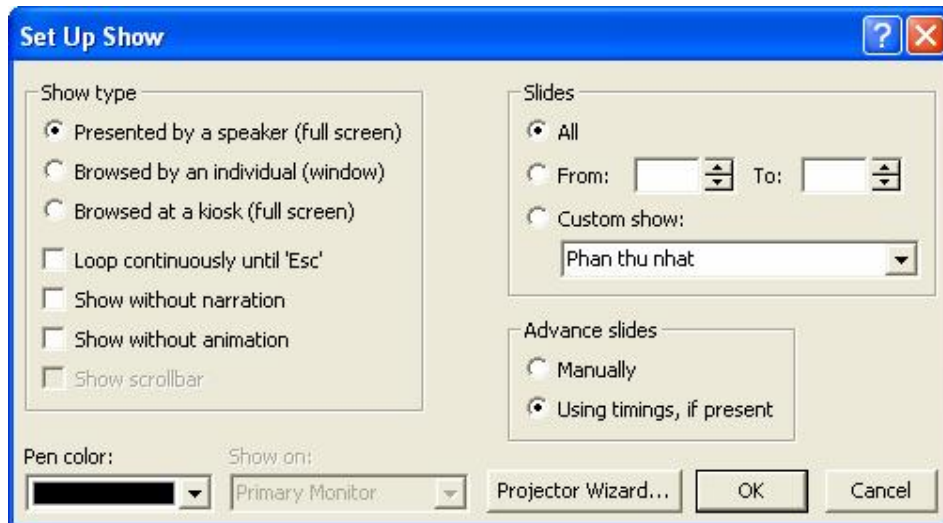 Set Up Show
Show type
Presented by a speaker (full screen)
Browsed by an individual (window)
Browsed at a kiosk (full screen)
Loop continuously until 'Esc'
Show without narration
Show without animation
Show scrollbar
Slides
All
From: To:
Custom show:
Phan thu nhat
Advance slides
Manually
Using timings, if present
Pen color:
Show on:
Primary Monitor
Projector Wizard...
OK
Cancel